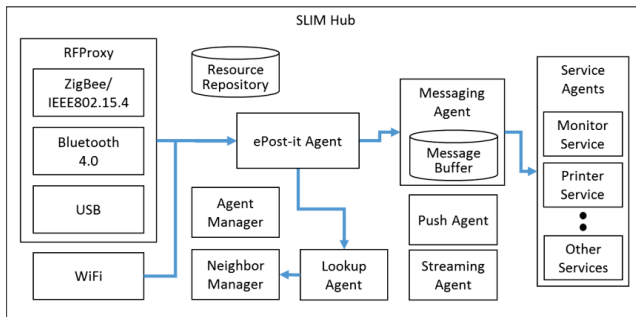 SLIM Hub
RFProxy
ZigBee/
IEEE802.15.4
Bluetooth
4.0
USB
WiFi
Resource
Repository
ePost-it Agent
Agent
Manager
Neighbor
Manager
Lookup
Agent
Messaging
Agent
Message
Buffer
Push Agent
Streaming
Agent
Service
Agents
Monitor
Service
Printer
Service
Other
Services